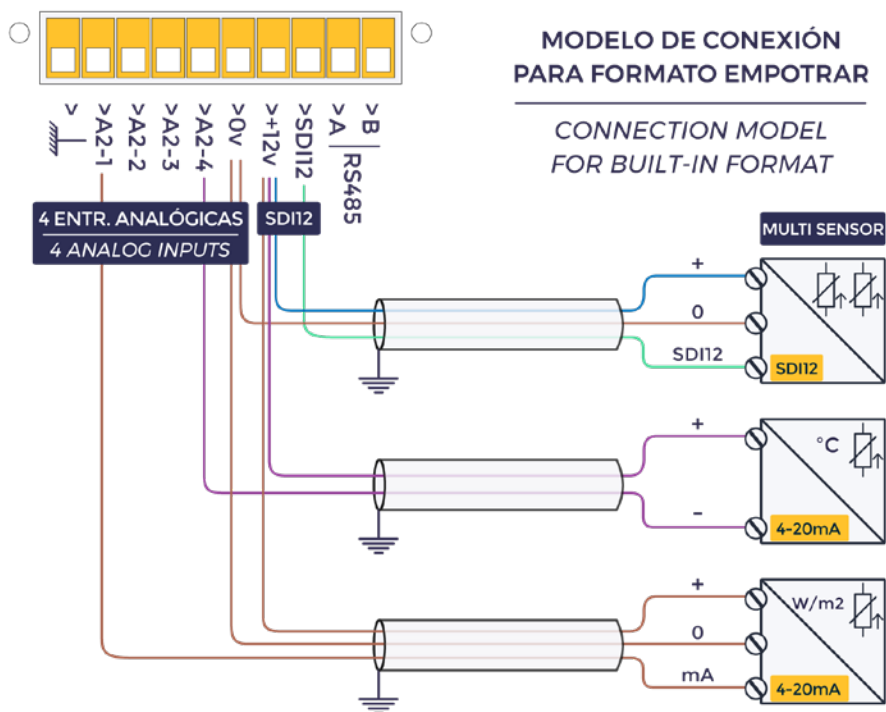 MODELO DE CONEXIÓN
PARA FORMATO EMPOTRAR
CONNECTION MODEL
FOR BUILT-IN FORMAT
>
>A2-1
>A2-2
>A2-3
>A2-4
>0v
>+12v
>SDI12
>A
>B
RS485
4 ENTR. ANALÓGICAS
4 ANALOG INPUTS
SDI12
MULTI SENSOR
+
0
SDI12
SDI12
+
°C
-
4-20mA
+
W/m2
0
mA
4-20mA